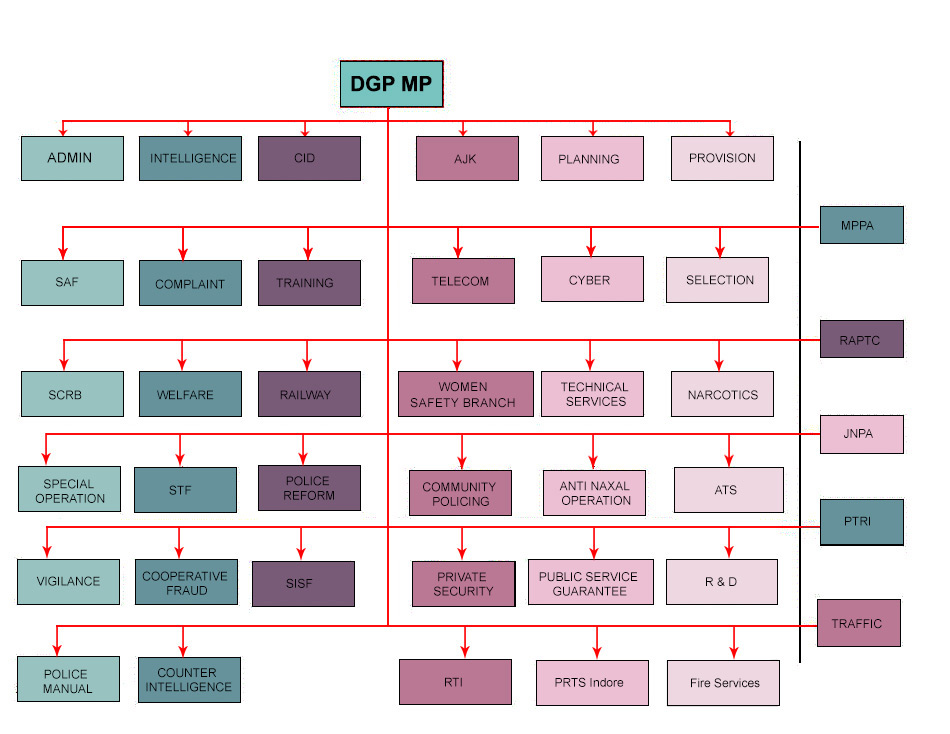 DGP MP
ADMIN
INTELLIGENCE
CID
AJK
PLANNING
PROVISION
MPPA
SAF
COMPLAINT
TRAINING
TELECOM
CYBER
SELECTION
RAPTC
SCRB
WELFARE
RAILWAY
WOMEN
SAFETY BRANCH
TECHNICAL
SERVICES
NARCOTICS
JNPA
SPECIAL
OPERATION
STF
POLICE
REFORM
COMMUNITY
POLICING
ANTI NAXAL
OPERATION
ATS
PTRI
VIGILANCE
COOPERATIVE
FRAUD
SISF
PRIVATE
SECURITY
PUBLIC SERVICE
GUARANTEE
R & D
TRAFFIC
POLICE
MANUAL
COUNTER
INTELLIGENCE
RTI
PRTS Indore
Fire Services